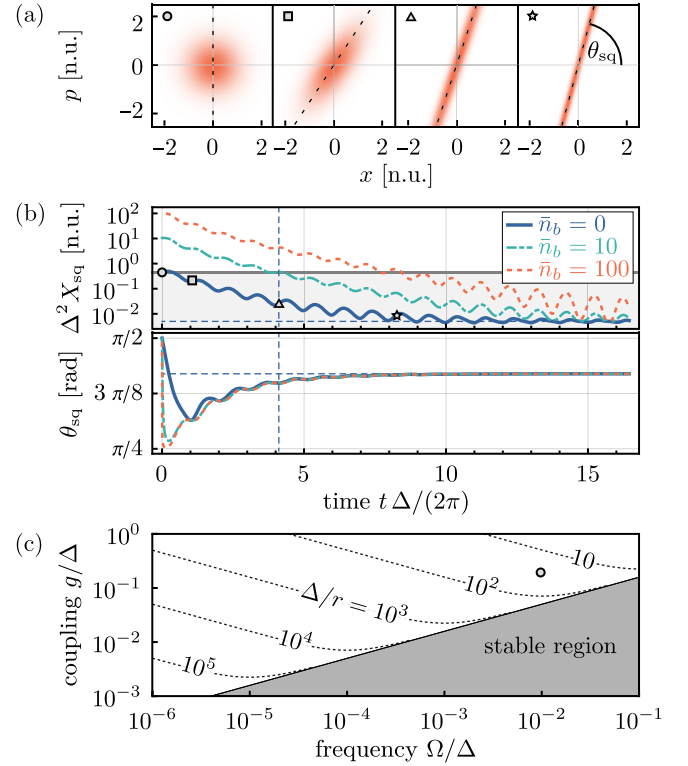 (a)
p [n.u.]
2
0
−2
θsq
−2 0 2 −2 0 2 −2 0 2 −2 0 2
x [n.u.]
(b)
Δ² Xsq [n.u.]
10²
10¹
10⁰
10⁻¹
10⁻²
n̄b = 0
n̄b = 10
n̄b = 100
θsq [rad]
π/2
3 π/8
π/4
0 5 10 15
time t Δ/(2π)
(c)
coupling g/Δ
10⁰
10⁻¹
10⁻²
10⁻³
10
10²
Δ/r = 10³
10⁴
10⁵
stable region
10⁻⁶ 10⁻⁵ 10⁻⁴ 10⁻³ 10⁻² 10⁻¹
frequency Ω/Δ